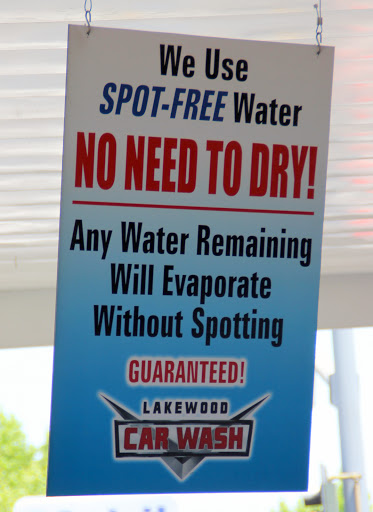 We Use
SPOT-FREE Water
NO NEED TO DRY!
Any Water Remaining
Will Evaporate
Without Spotting
GUARANTEED!
LAKEWOOD
CAR WASH